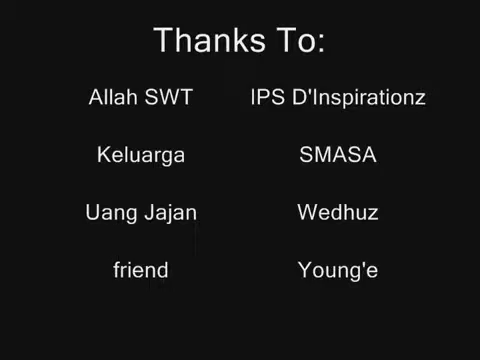 Thanks To:
Allah SWT IPS D'Inspirationz
Keluarga SMASA
Uang Jajan Wedhuz
friend Young'e